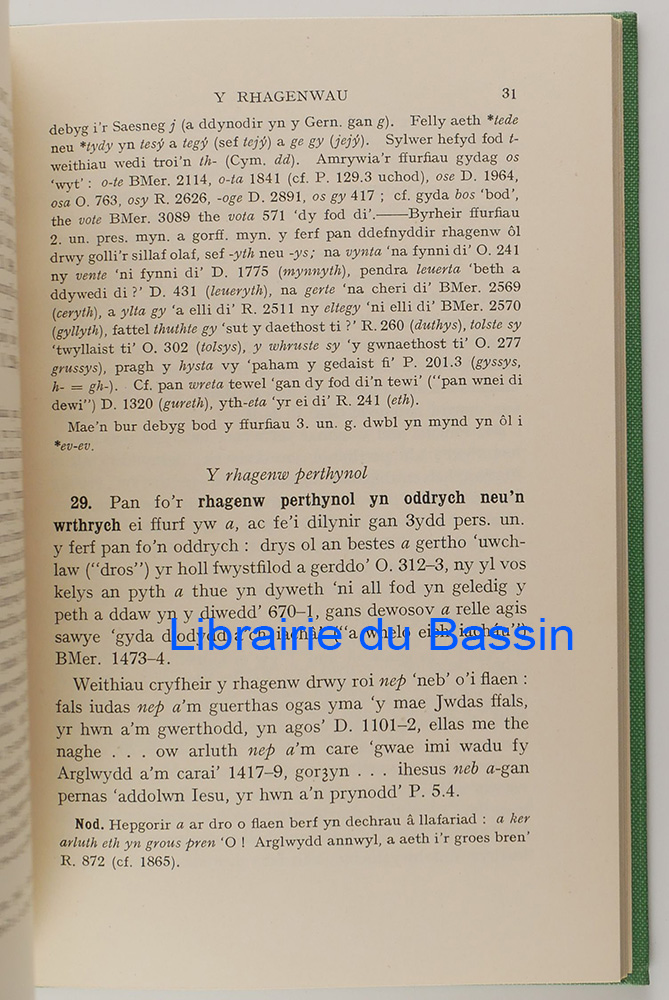 Y RHAGENWAU 31
debyg i'r Saesneg j (a ddynodir yn y Gern. gan g). Felly aeth *tede
neu *tydy yn tesý a tegý (sef tejý) a ge gy (jejý). Sylwer hefyd fod t-
weithiau wedi troi'n th- (Cym. dd). Amrywia'r ffurfiau gydag os
‘wyt’ : o-te BMer. 2114, o-ta 1841 (cf. P. 129.3 uchod), ose D. 1964,
osa O. 763, osy R. 2626, -oge D. 2891, os gy 417 ; cf. gyda bos ‘bod’,
the vote BMer. 3089 the vota 571 ‘dy fod di’.——Byrheir ffurfiau
2. un. pres. myn. a gorff. myn. y ferf pan ddefnyddir rhagenw ôl
drwy golli'r sillaf olaf, sef -yth neu -ys; na vynta ‘na fynni di’ O. 241
ny vente ‘ni fynni di’ D. 1775 (mynnyth), pendra leuerta ‘beth a
ddywedi di ?’ D. 431 (leueryth), na gerte ‘na cheri di’ BMer. 2569
(ceryth), a ylta gy ‘a elli di’ R. 2511 ny eltegy ‘ni elli di’ BMer. 2570
(gyllyth), fattel thuthte gy ‘sut y daethost ti ?’ R. 260 (duthys), tolste sy
‘twyllaist ti’ O. 302 (tolsys), y whruste sy ‘y gwnaethost ti’ O. 277
grussys), pragh y hysta vy ‘paham y gedaist fi’ P. 201.3 (gyssys,
h- = gh-). Cf. pan wreta tewel ‘gan dy fod di'n tewi’ (“pan wnei di
dewi”) D. 1320 (gureth), yth-eta ‘yr ei di’ R. 241 (eth).
Mae'n bur debyg bod y ffurfiau 3. un. g. dwbl yn mynd yn ôl i
*ev-ev.
Y rhagenw perthynol
29. Pan fo'r rhagenw perthynol yn oddrych neu'n
wrthrych ei ffurf yw a, ac fe'i dilynir gan 3ydd pers. un.
y ferf pan fo'n oddrych : drys ol an bestes a gertho ‘uwch-
law (“dros”) yr holl fwystfilod a gerddo’ O. 312–3, ny yl vos
kelys an pyth a thue yn dyweth ‘ni all fod yn geledig y
peth a ddaw yn y diwedd’ 670–1, gans dewosov a relle agis
sawye ‘gyda diodydd a'ch iachâi’ (“a whelo eich iacháu”)
Librairie du Bassin
BMer. 1473–4.
Weithiau cryfheir y rhagenw drwy roi nep ‘neb’ o'i flaen :
fals iudas nep a'm guerthas ogas yma ‘y mae Jwdas ffals,
yr hwn a'm gwerthodd, yn agos’ D. 1101–2, ellas me the
naghe . . . ow arluth nep a'm care ‘gwae imi wadu fy
Arglwydd a'm carai’ 1417–9, gorȝyn . . . ihesus neb a-gan
pernas ‘addolwn Iesu, yr hwn a'n prynodd’ P. 5.4.
Nod. Hepgorir a ar dro o flaen berf yn dechrau â llafariad : a ker
arluth eth yn grous pren ‘O ! Arglwydd annwyl, a aeth i'r groes bren’
R. 872 (cf. 1865).